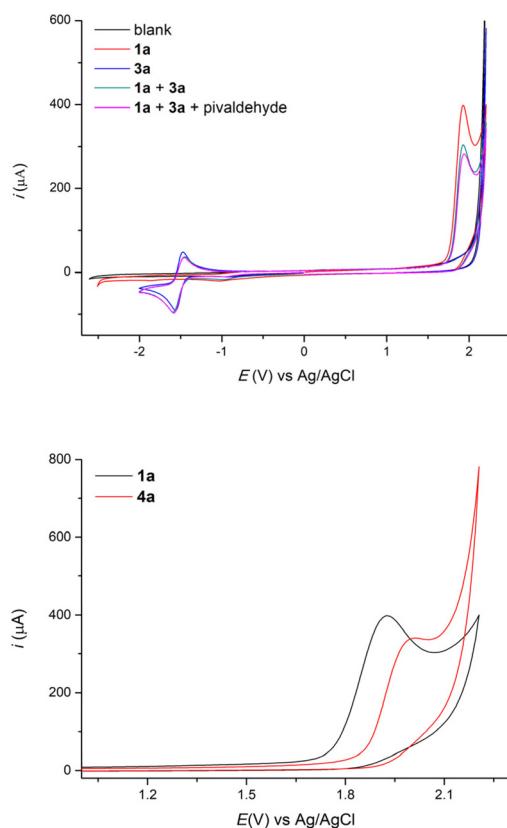 600
400
200
0
i (μA)
blank
1a
3a
1a + 3a
1a + 3a + pivaldehyde
-2
-1
0
1
2
E (V) vs Ag/AgCl
800
600
400
200
0
i (μA)
1a
4a
1.2
1.5
1.8
2.1
E(V) vs Ag/AgCl